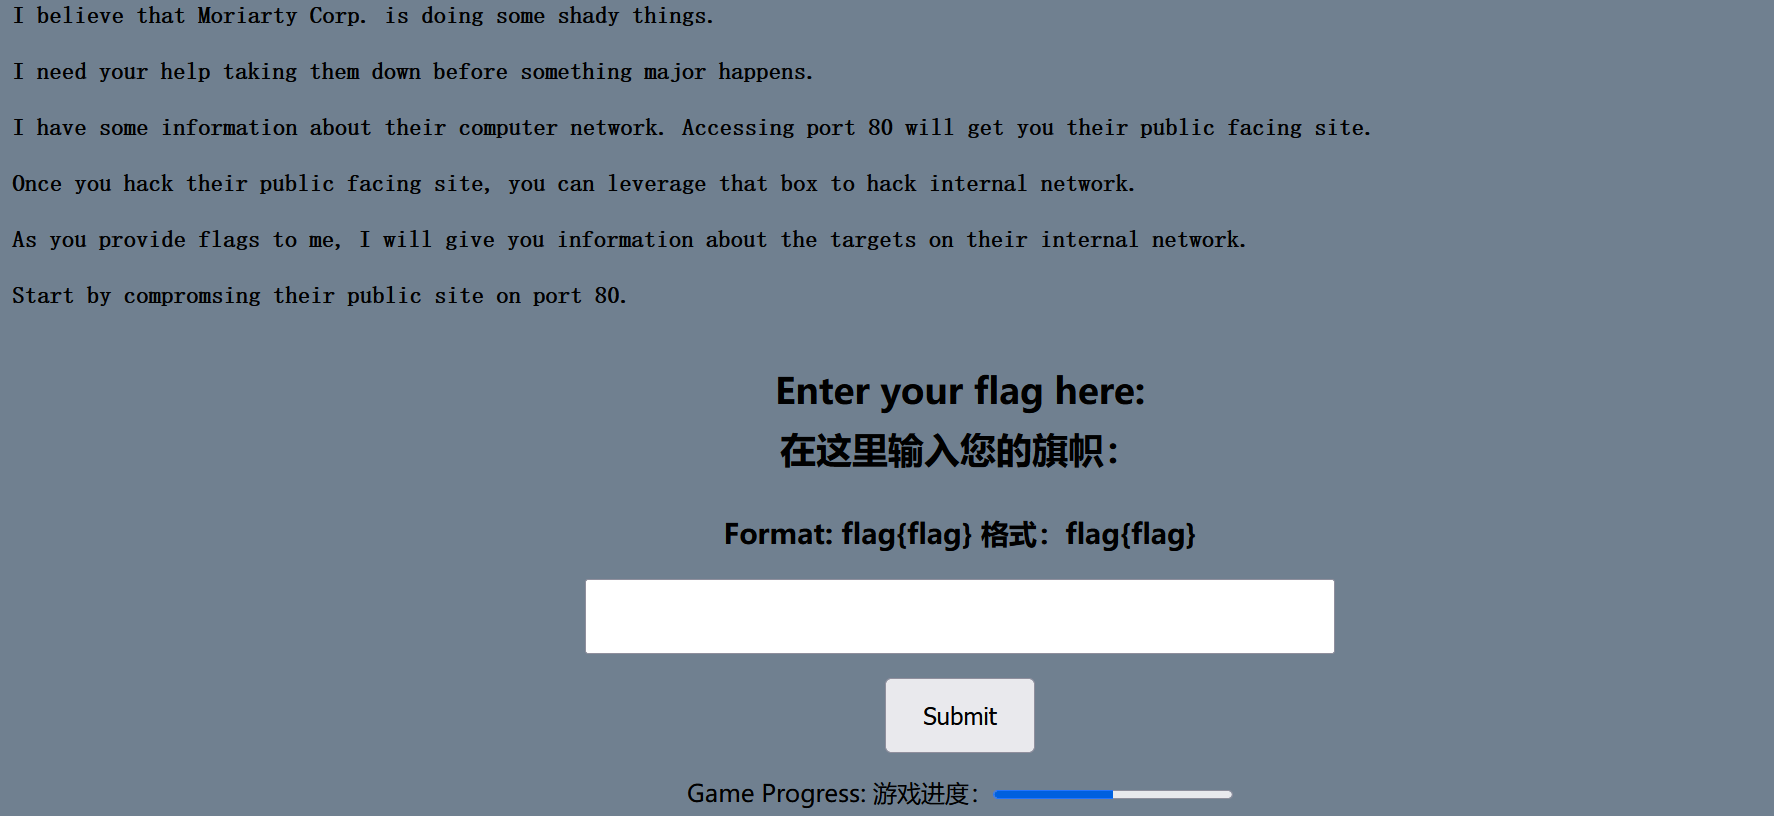 I believe that Moriarty Corp. is doing some shady things.
I need your help taking them down before something major happens.
I have some information about their computer network. Accessing port 80 will get you their public facing site.
Once you hack their public facing site, you can leverage that box to hack internal network.
As you provide flags to me, I will give you information about the targets on their internal network.
Start by compromsing their public site on port 80.
Enter your flag here:
在这里输入您的旗帜：
Format: flag{flag} 格式：flag{flag}
Submit
Game Progress: 游戏进度：